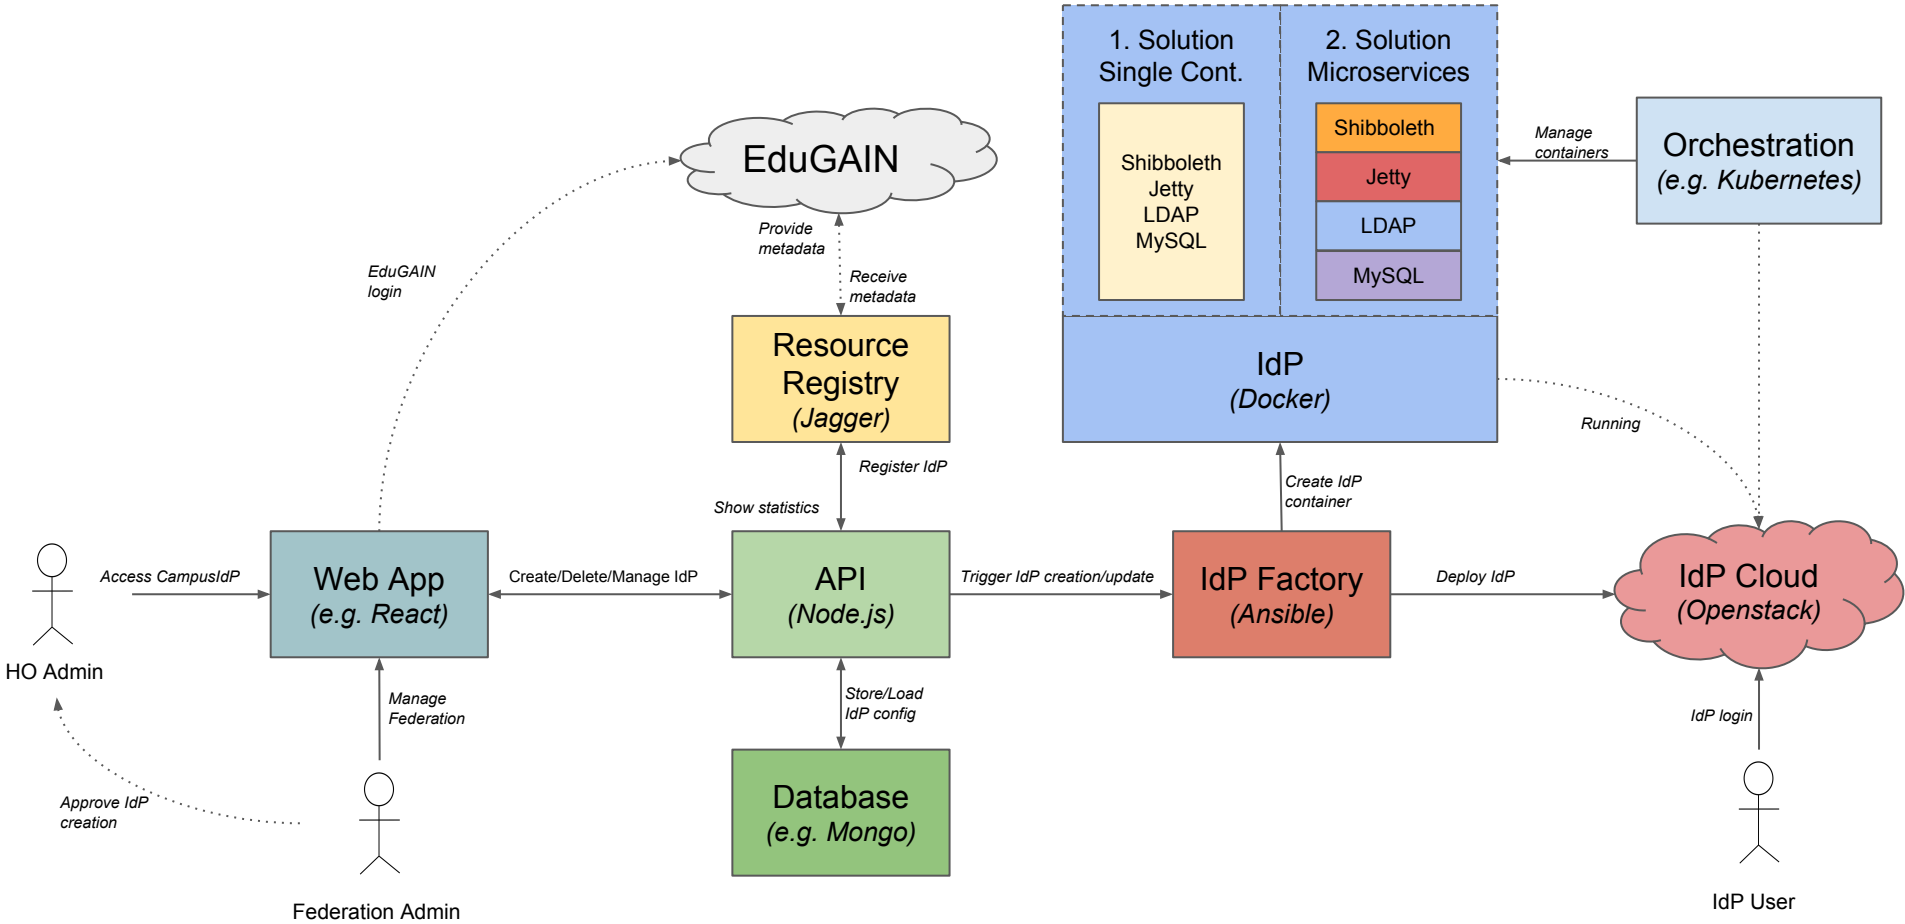 1. Solution
Single Cont.
2. Solution
Microservices
Shibboleth
Jetty
LDAP
MySQL
Shibboleth
Jetty
LDAP
MySQL
Manage
containers
Orchestration
(e.g. Kubernetes)
EduGAIN
Provide
metadata
EduGAIN
login
Receive
metadata
Resource
Registry
(Jagger)
IdP
(Docker)
Running
Register IdP
Show statistics
Create IdP
container
Access CampusIdP
Web App
(e.g. React)
Create/Delete/Manage IdP
API
(Node.js)
Trigger IdP creation/update
IdP Factory
(Ansible)
Deploy IdP
IdP Cloud
(Openstack)
HO Admin
Manage
Federation
Store/Load
IdP config
IdP login
Approve IdP
creation
Database
(e.g. Mongo)
Federation Admin
IdP User